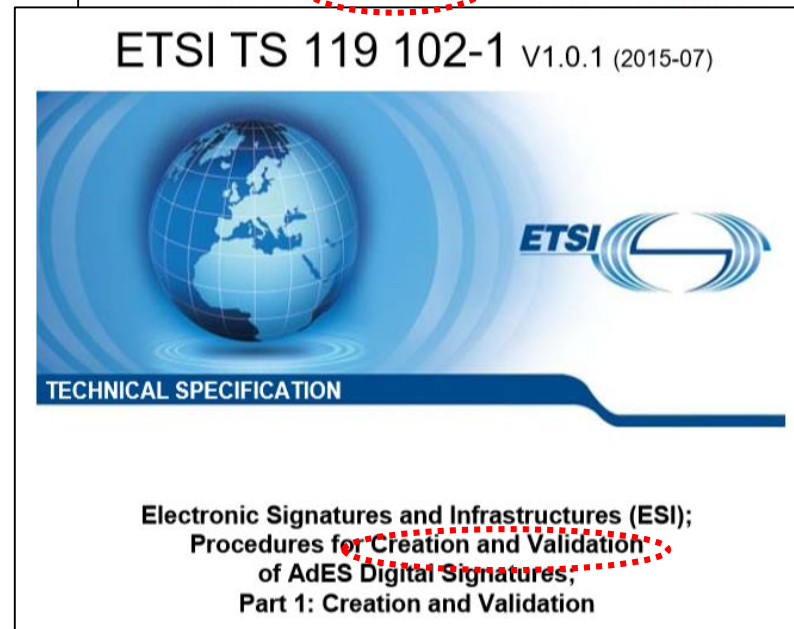 ETSI TS 119 102-1 V1.0.1 (2015-07)
ETSI
TECHNICAL SPECIFICATION
Electronic Signatures and Infrastructures (ESI);
Procedures for Creation and Validation
of AdES Digital Signatures;
Part 1: Creation and Validation